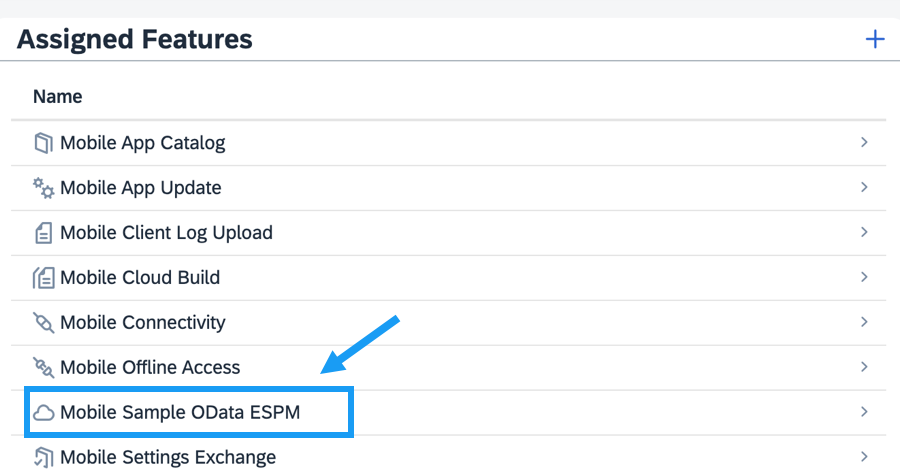 Assigned Features
Name
Mobile App Catalog
Mobile App Update
Mobile Client Log Upload
Mobile Cloud Build
Mobile Connectivity
Mobile Offline Access
Mobile Sample OData ESPM
Mobile Settings Exchange